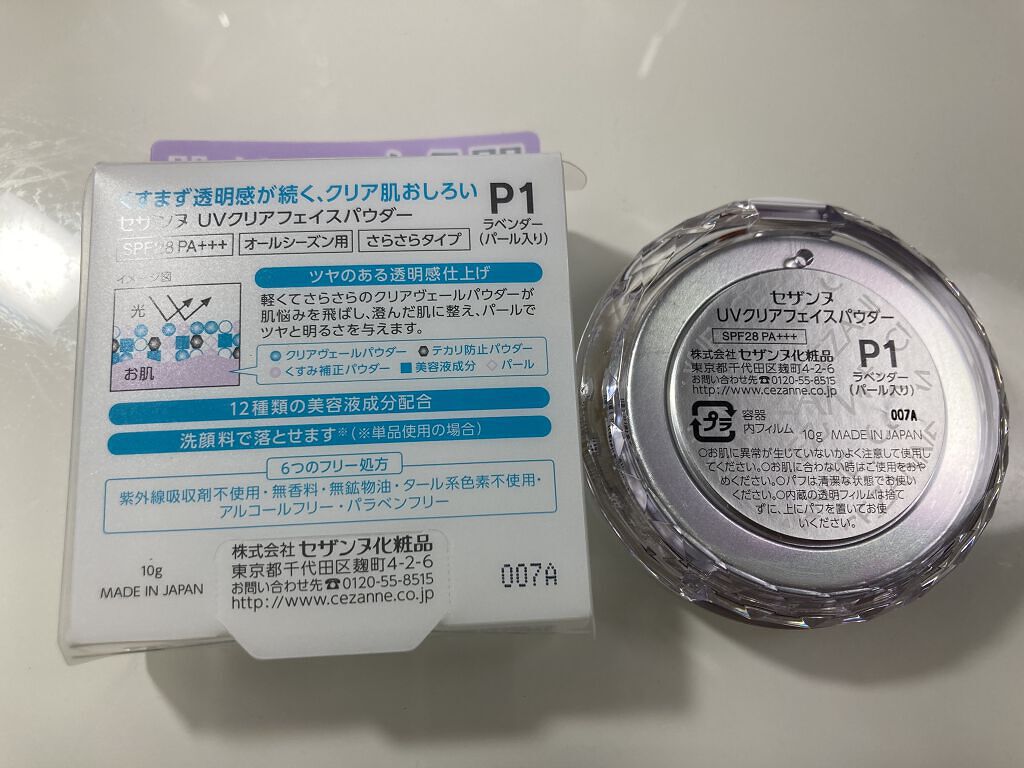 くすまず透明感が続く、クリア肌おしろい
セザンヌ UVクリアフェイスパウダー
P1
ラベンダー
(パール入り)
SPF28 PA+++
オールシーズン用
さらさらタイプ
イメージ図
光
お肌
ツヤのある透明感仕上げ
軽くてさらさらのクリアヴェールパウダーが
肌悩みを飛ばし、澄んだ肌に整え、パールで
ツヤと明るさを与えます。
クリアヴェールパウダー テカリ防止パウダー
くすみ補正パウダー 美容液成分 パール
12種類の美容液成分配合
洗顔料で落とせます※(※単品使用の場合)
6つのフリー処方
紫外線吸収剤不使用・無香料・無鉱物油・タール系色素不使用・
アルコールフリー・パラベンフリー
10g
MADE IN JAPAN
株式会社 セザンヌ化粧品
東京都千代田区麹町4-2-6
お問い合わせ先☎0120-55-8515
http://www.cezanne.co.jp
007A
セザンヌ
UVクリアフェイスパウダー
SPF28 PA+++
株式会社 セザンヌ化粧品
東京都千代田区麹町4-2-6
お問い合わせ先☎0120-55-8515
http://www.cezanne.co.jp
P1
ラベンダー
(パール入り)
007A
プラ
容器
内フィルム
10g MADE IN JAPAN
○お肌に異常が生じていないかよく注意して使用し
てください。○お肌に合わない時はご使用をおや
めください。○パフは清潔な状態でお使い
ください。○内蔵の透明フィルムは捨て
ずに、上にパフを置いてお使
いください。